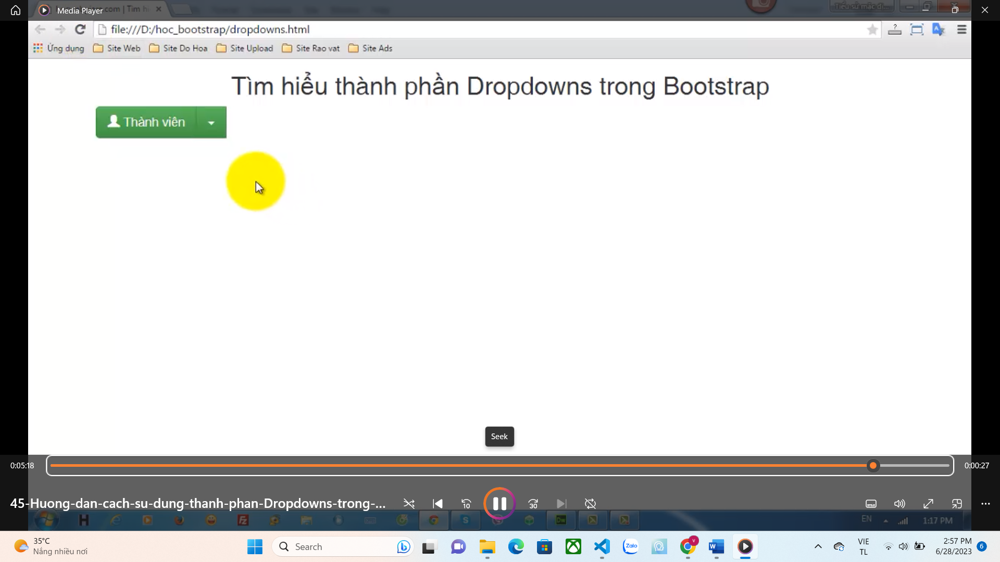 Media Player
file:///D:/hoc_bootstrap/dropdowns.html
Ứng dụng Site Web Site Do Hoa Site Upload Site Rao vat Site Ads
Tìm hiểu thành phần Dropdowns trong Bootstrap
Thành viên
Seek
0:05:18 0:00:27
45-Huong-dan-cach-su-dung-thanh-phan-Dropdowns-trong-...
10 30
EN 1:17 PM
35°C
Nắng nhiều nơi
Search
Zalo
VIE
TL
2:57 PM
6/28/2023
6